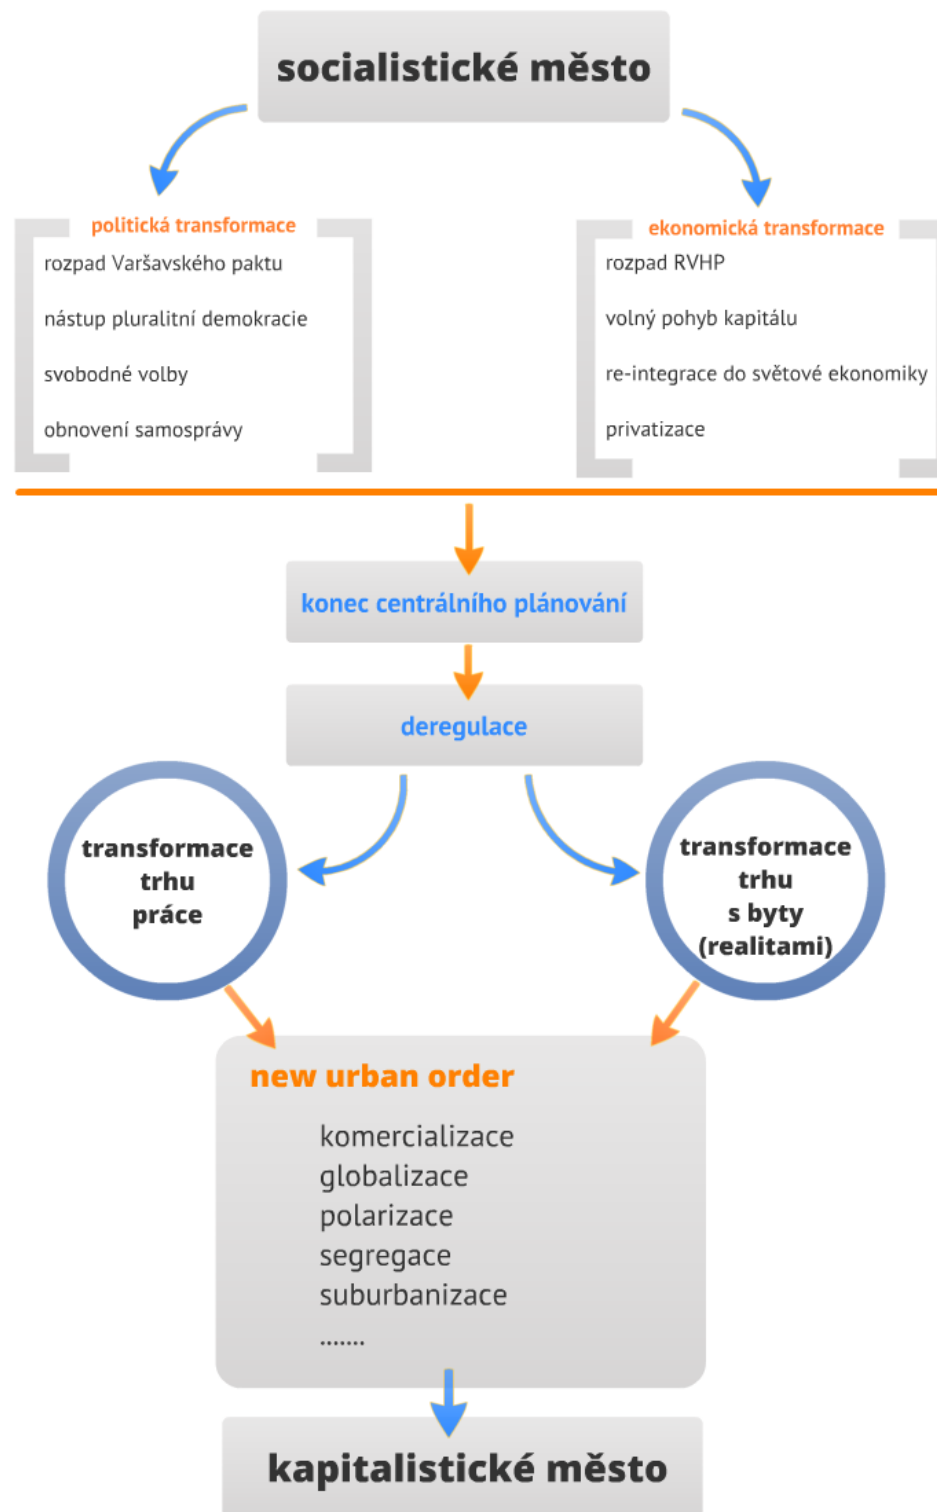 socialistické město
politická transformace
rozpad Varšavského paktu
nástup pluralitní demokracie
svobodné volby
obnovení samosprávy
ekonomická transformace
rozpad RVHP
volný pohyb kapitálu
re-integrace do světové ekonomiky
privatizace
konec centrálního plánování
deregulace
transformace
trhu
práce
transformace
trhu
s byty
(realitami)
new urban order
komercializace
globalizace
polarizace
segregace
suburbanizace
.......
kapitalistické město